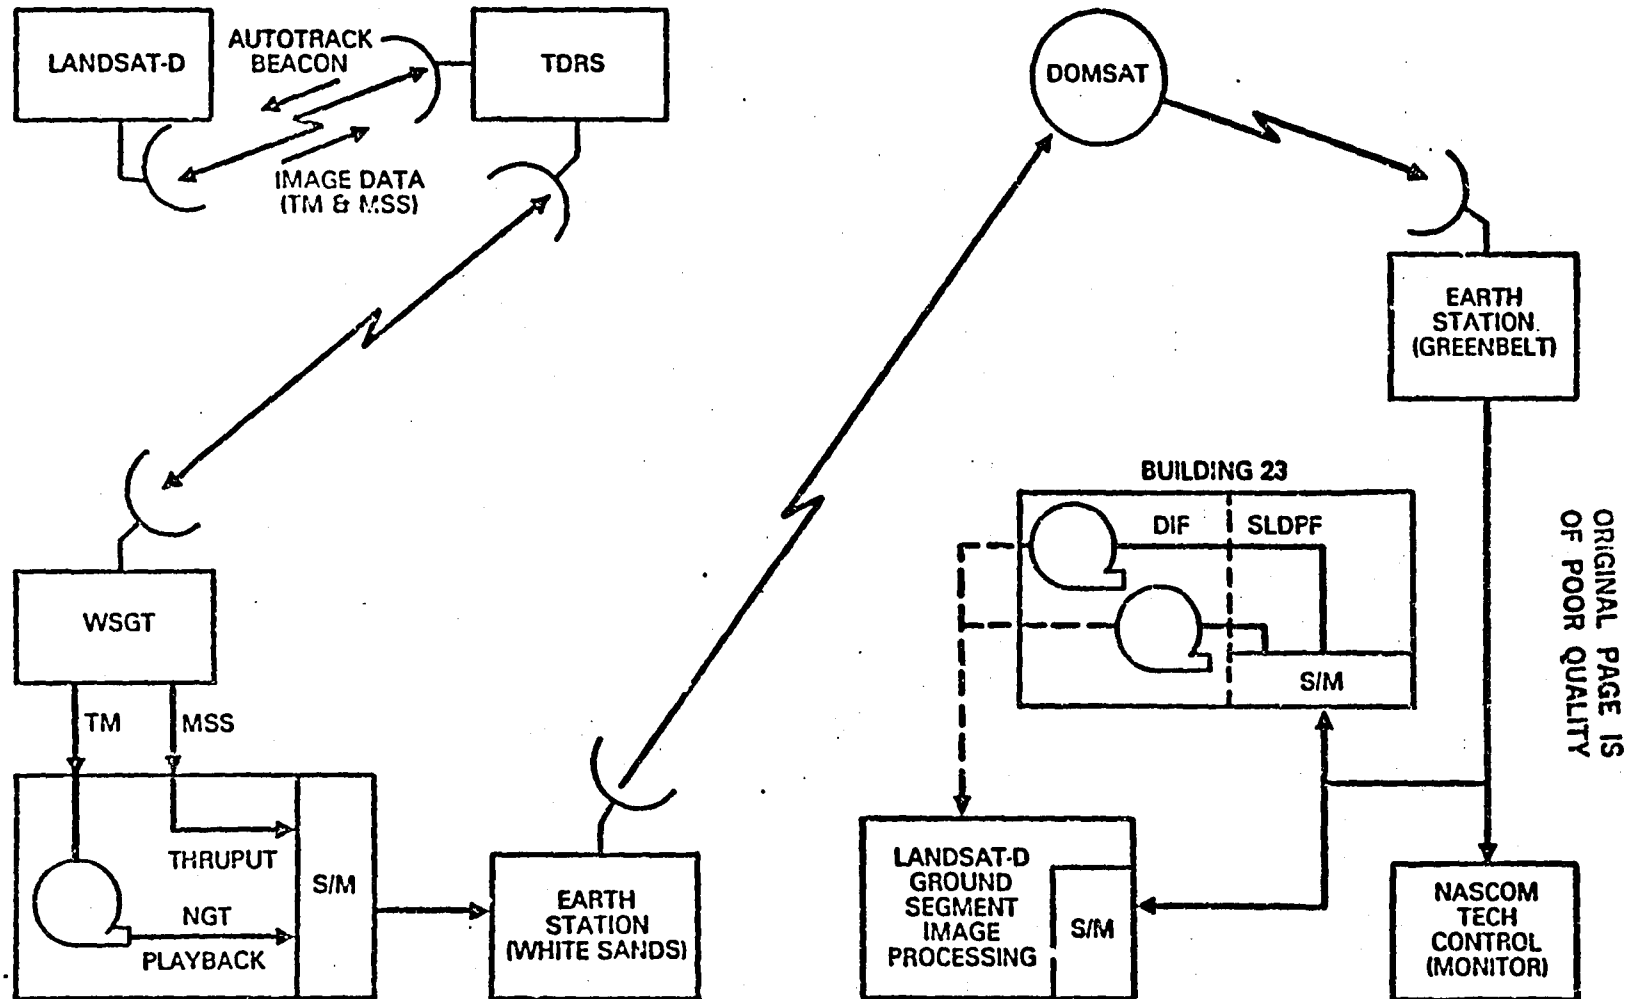 LANDSAT-D
AUTOTRACK
BEACON
TDRS
IMAGE DATA
(TM & MSS)
DOMSAT
EARTH
STATION.
(GREENBELT)
BUILDING 23
DIF
SLDPF
S/M
ORIGINAL PAGE IS
OF POOR QUALITY
WSGT
TM
MSS
THRUPUT
NGT
PLAYBACK
S/M
EARTH
STATION
(WHITE SANDS)
LANDSAT-D
GROUND
SEGMENT
IMAGE
PROCESSING
S/M
NASCOM
TECH
CONTROL
(MONITOR)